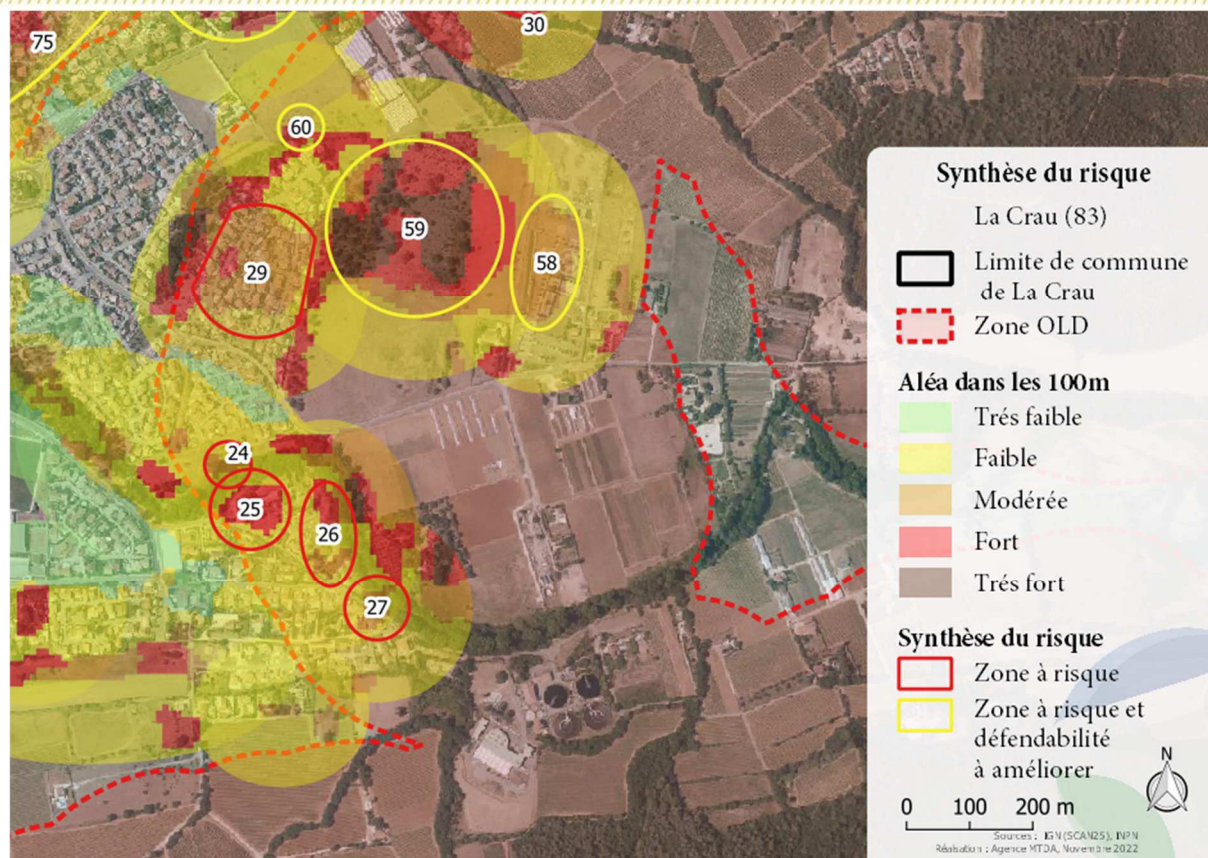 75
30
60
59
58
29
24
25
26
27
Synthèse du risque
La Crau (83)
Limite de commune
de La Crau
Zone OLD
Aléa dans les 100m
Trés faible
Faible
Modérée
Fort
Trés fort
Synthèse du risque
Zone à risque
Zone à risque et
défendabilité
à améliorer
N
0 100 200 m
Sources : IGN (SCAN25), INPN
Réalisation : Agence MTDA, Novembre 2022